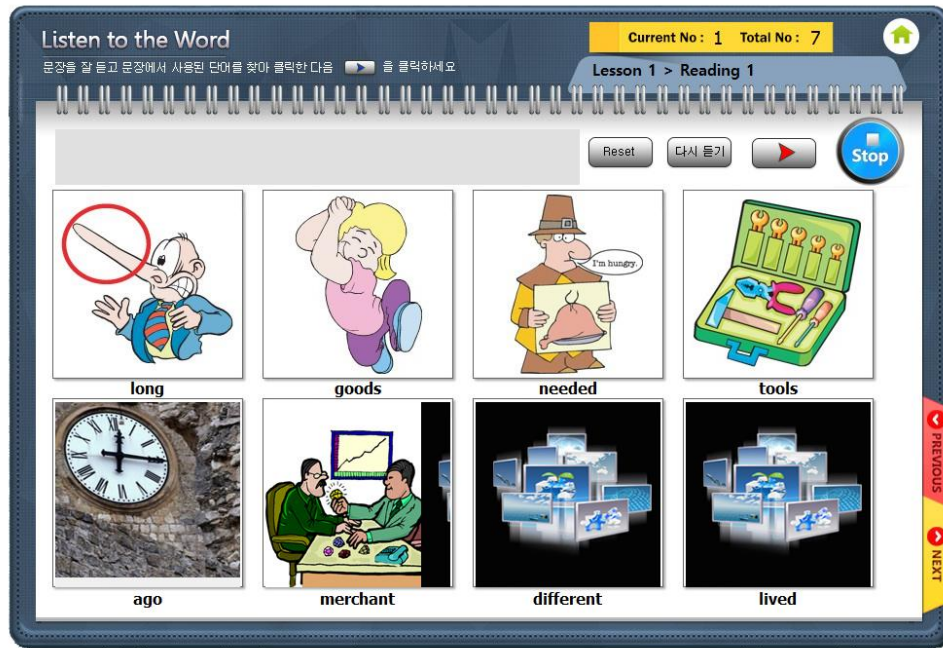 Listen to the Word
Current No : 1 Total No : 7
문장을 잘 듣고 문장에서 사용된 단어를 찾아 클릭한 다음 을 클릭하세요
Lesson 1 > Reading 1
Reset
다시 듣기
Stop
I'm hungry.
long goods needed tools
PREVIOUS
NEXT
ago merchant different lived